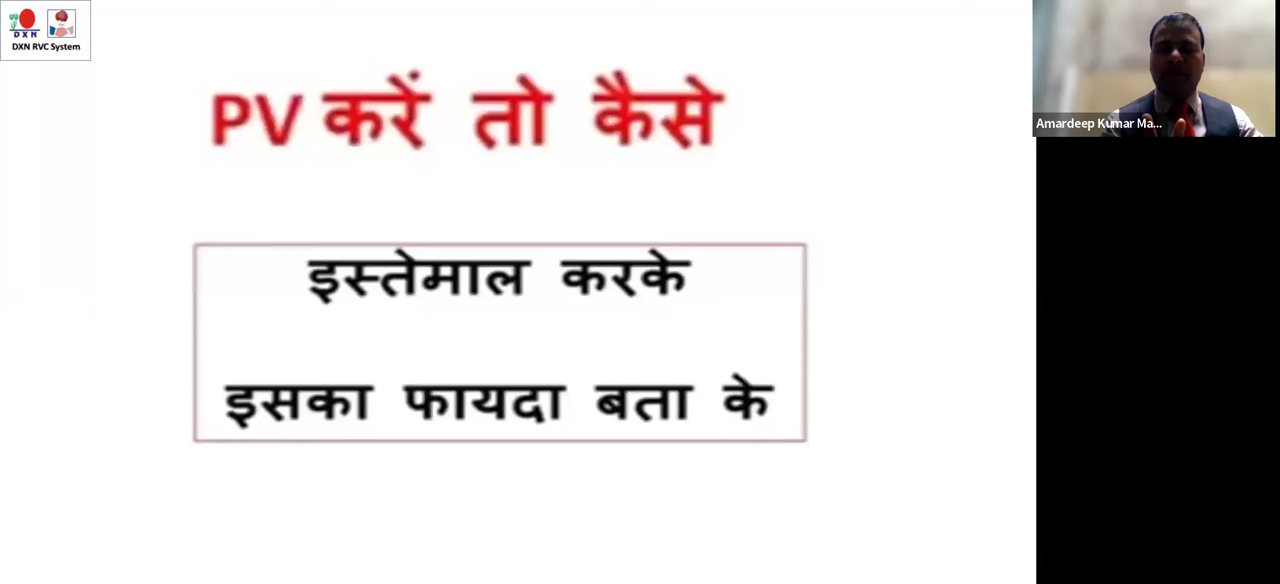 DXN
DXN RVC System
PV करें तो कैसे
इस्तेमाल करके
इसका फायदा बता के
Amardeep Kumar Ma...